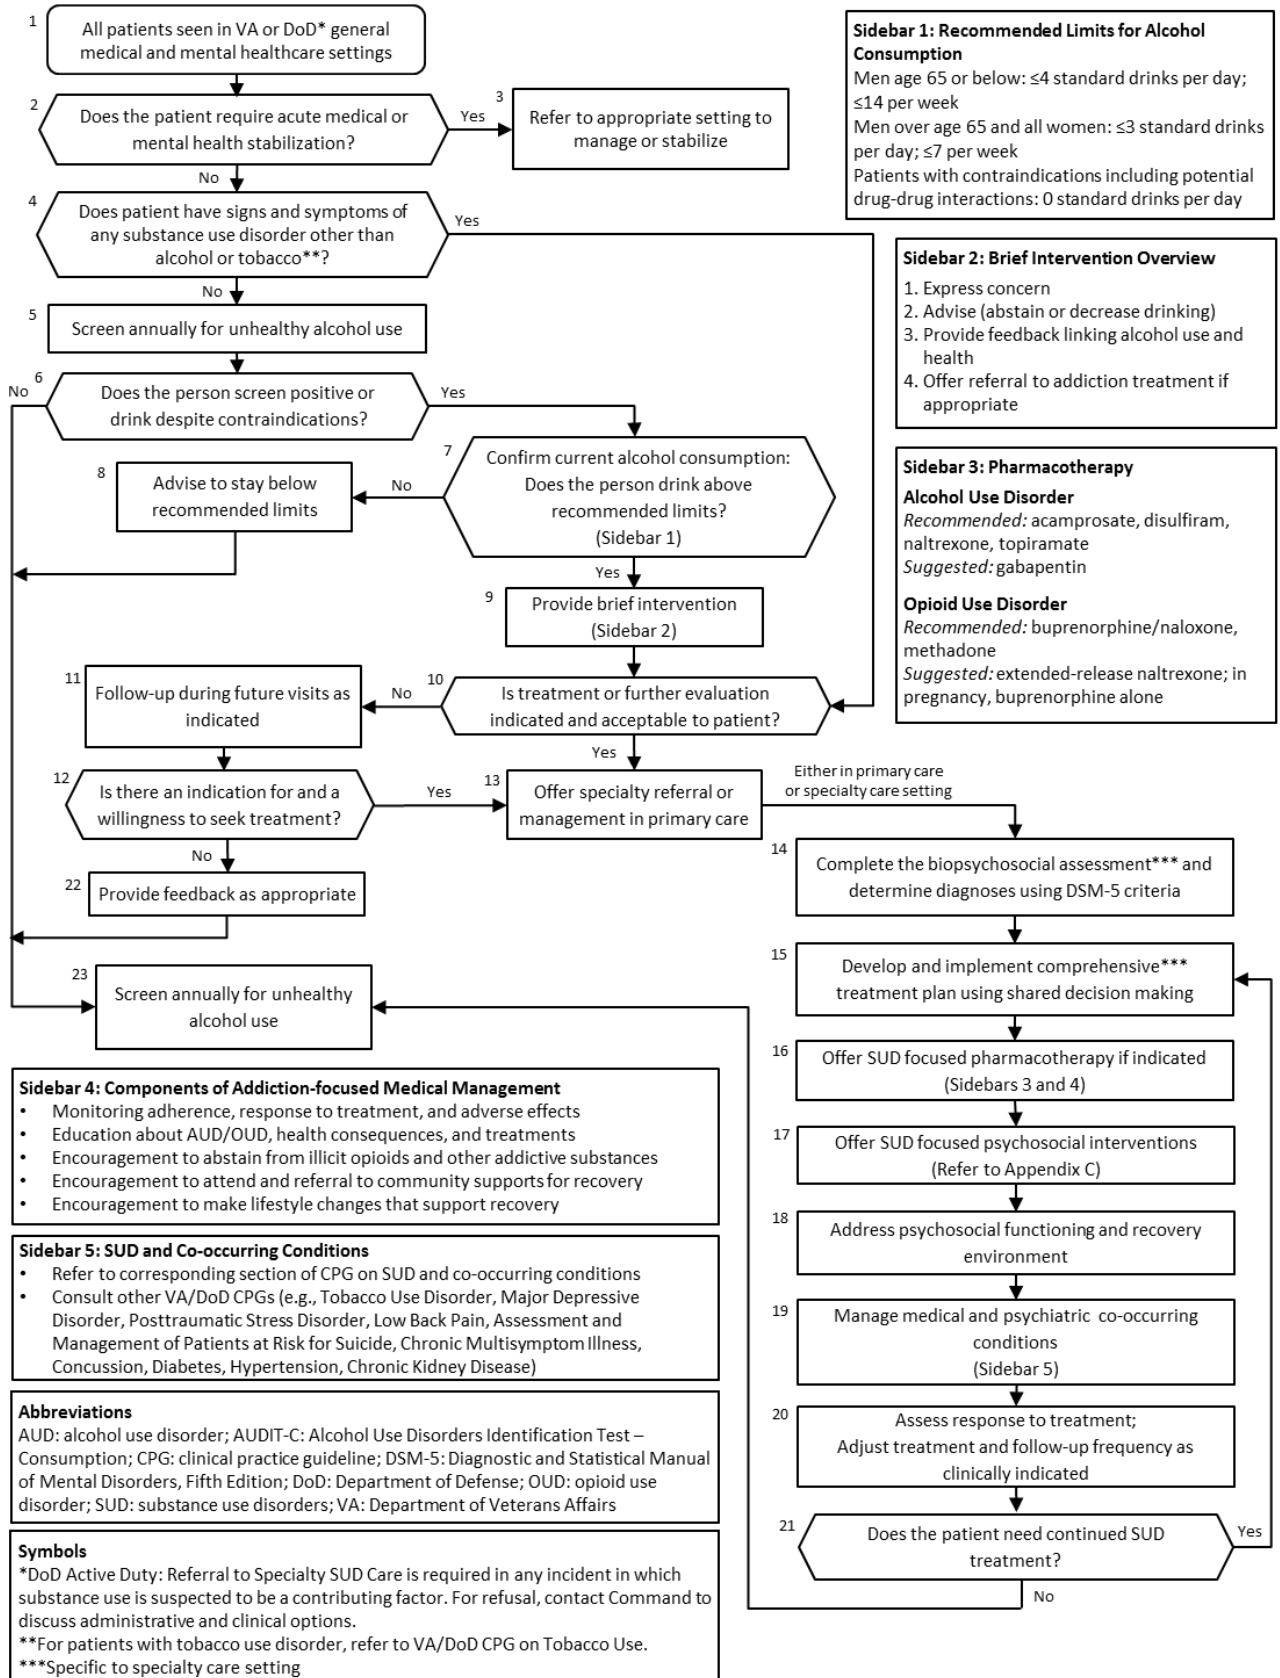 1
All patients seen in VA or DoD* general
medical and mental healthcare settings
2
Does the patient require acute medical or
mental health stabilization?
Yes
3
Refer to appropriate setting to
manage or stabilize
No
4
Does patient have signs and symptoms of
any substance use disorder other than
alcohol or tobacco**?
Yes
No
5
Screen annually for unhealthy alcohol use
6
No
Does the person screen positive or
drink despite contraindications?
Yes
7
Confirm current alcohol consumption:
Does the person drink above
recommended limits?
(Sidebar 1)
No
8
Advise to stay below
recommended limits
Yes
9
Provide brief intervention
(Sidebar 2)
10
Is treatment or further evaluation
indicated and acceptable to patient?
No
11
Follow-up during future visits as
indicated
Yes
12
Is there an indication for and a
willingness to seek treatment?
Yes
13
Offer specialty referral or
management in primary care
Either in primary care
or specialty care setting
No
22
Provide feedback as appropriate
23
Screen annually for unhealthy
alcohol use
14
Complete the biopsychosocial assessment*** and
determine diagnoses using DSM-5 criteria
15
Develop and implement comprehensive***
treatment plan using shared decision making
16
Offer SUD focused pharmacotherapy if indicated
(Sidebars 3 and 4)
17
Offer SUD focused psychosocial interventions
(Refer to Appendix C)
18
Address psychosocial functioning and recovery
environment
19
Manage medical and psychiatric co-occurring
conditions
(Sidebar 5)
20
Assess response to treatment;
Adjust treatment and follow-up frequency as
clinically indicated
21
Does the patient need continued SUD
treatment?
Yes
No
Sidebar 1: Recommended Limits for Alcohol
Consumption
Men age 65 or below: ≤4 standard drinks per day;
≤14 per week
Men over age 65 and all women: ≤3 standard drinks
per day; ≤7 per week
Patients with contraindications including potential
drug-drug interactions: 0 standard drinks per day
Sidebar 2: Brief Intervention Overview
1. Express concern
2. Advise (abstain or decrease drinking)
3. Provide feedback linking alcohol use and
health
4. Offer referral to addiction treatment if
appropriate
Sidebar 3: Pharmacotherapy
Alcohol Use Disorder
Recommended: acamprosate, disulfiram,
naltrexone, topiramate
Suggested: gabapentin
Opioid Use Disorder
Recommended: buprenorphine/naloxone,
methadone
Suggested: extended-release naltrexone; in
pregnancy, buprenorphine alone
Sidebar 4: Components of Addiction-focused Medical Management
• Monitoring adherence, response to treatment, and adverse effects
• Education about AUD/OUD, health consequences, and treatments
• Encouragement to abstain from illicit opioids and other addictive substances
• Encouragement to attend and referral to community supports for recovery
• Encouragement to make lifestyle changes that support recovery
Sidebar 5: SUD and Co-occurring Conditions
• Refer to corresponding section of CPG on SUD and co-occurring conditions
• Consult other VA/DoD CPGs (e.g., Tobacco Use Disorder, Major Depressive
Disorder, Posttraumatic Stress Disorder, Low Back Pain, Assessment and
Management of Patients at Risk for Suicide, Chronic Multisymptom Illness,
Concussion, Diabetes, Hypertension, Chronic Kidney Disease)
Abbreviations
AUD: alcohol use disorder; AUDIT-C: Alcohol Use Disorders Identification Test –
Consumption; CPG: clinical practice guideline; DSM-5: Diagnostic and Statistical Manual
of Mental Disorders, Fifth Edition; DoD: Department of Defense; OUD: opioid use
disorder; SUD: substance use disorders; VA: Department of Veterans Affairs
Symbols
*DoD Active Duty: Referral to Specialty SUD Care is required in any incident in which
substance use is suspected to be a contributing factor. For refusal, contact Command to
discuss administrative and clinical options.
**For patients with tobacco use disorder, refer to VA/DoD CPG on Tobacco Use.
***Specific to specialty care setting